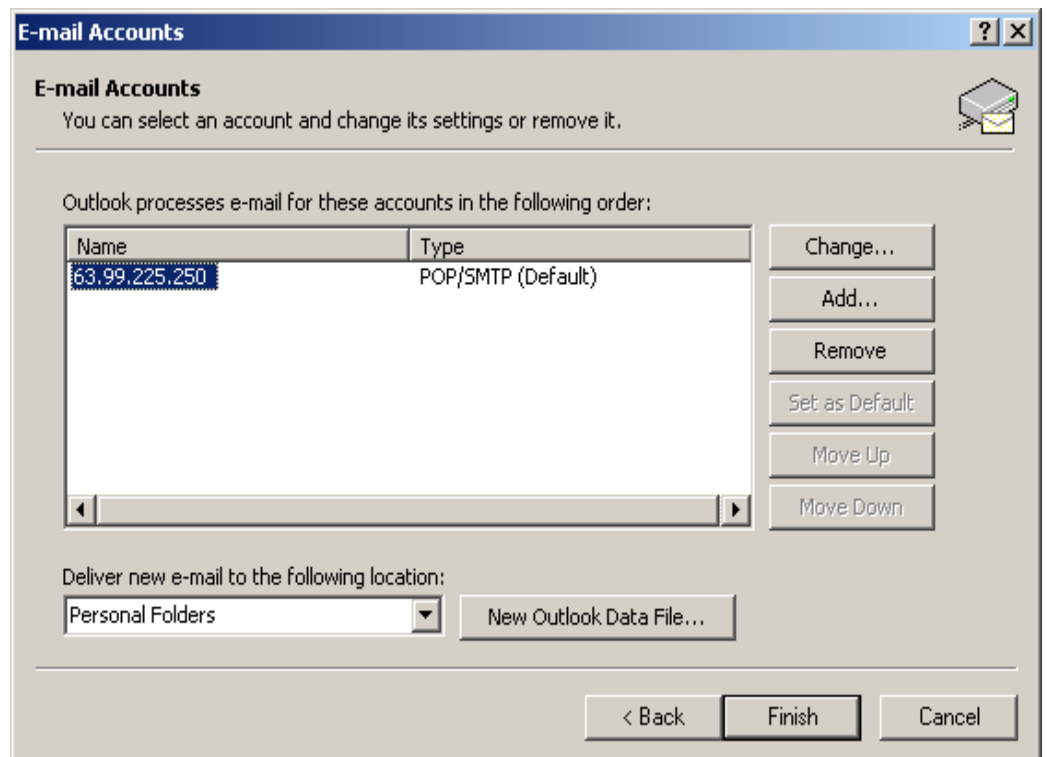 E-mail Accounts
E-mail Accounts
You can select an account and change its settings or remove it.
Outlook processes e-mail for these accounts in the following order:
Name Type
63.99.225.250 POP/SMTP (Default)
Change...
Add...
Remove
Set as Default
Move Up
Move Down
Deliver new e-mail to the following location:
Personal Folders New Outlook Data File...
< Back Finish Cancel